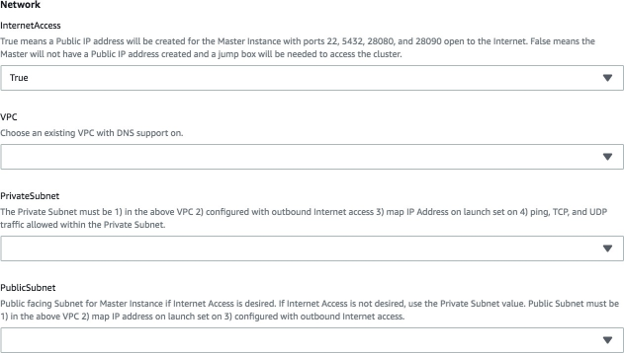 Network
InternetAccess
True means a Public IP address will be created for the Master Instance with ports 22, 5432, 28080, and 28090 open to the Internet. False means the
Master will not have a Public IP address created and a jump box will be needed to access the cluster.
True
VPC
Choose an existing VPC with DNS support on.
PrivateSubnet
The Private Subnet must be 1) in the above VPC 2) configured with outbound Internet access 3) map IP Address on launch set on 4) ping, TCP, and UDP
traffic allowed within the Private Subnet.
PublicSubnet
Public facing Subnet for Master Instance if Internet Access is desired. If Internet Access is not desired, use the Private Subnet value. Public Subnet must be
1) in the above VPC 2) map IP address on launch set on 3) configured with outbound Internet access.